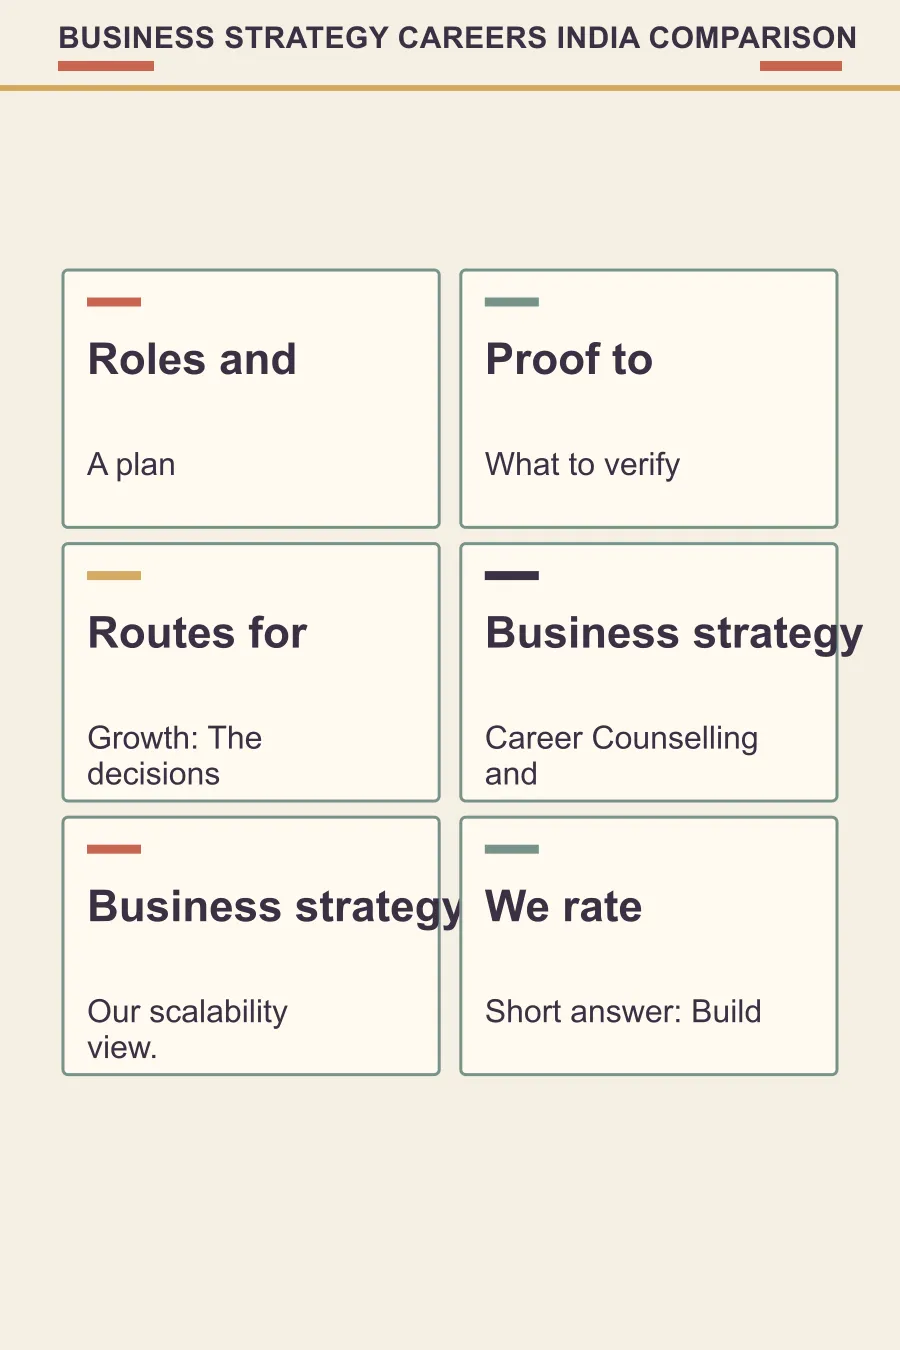 BUSINESS STRATEGY CAREERS INDIA COMPARISON
Roles and
A plan
Proof to
What to verify
Routes for
Growth: The
decisions
Business strategy
Career Counselling
and
Business strategy
Our scalability
view.
We rate
Short answer: Build